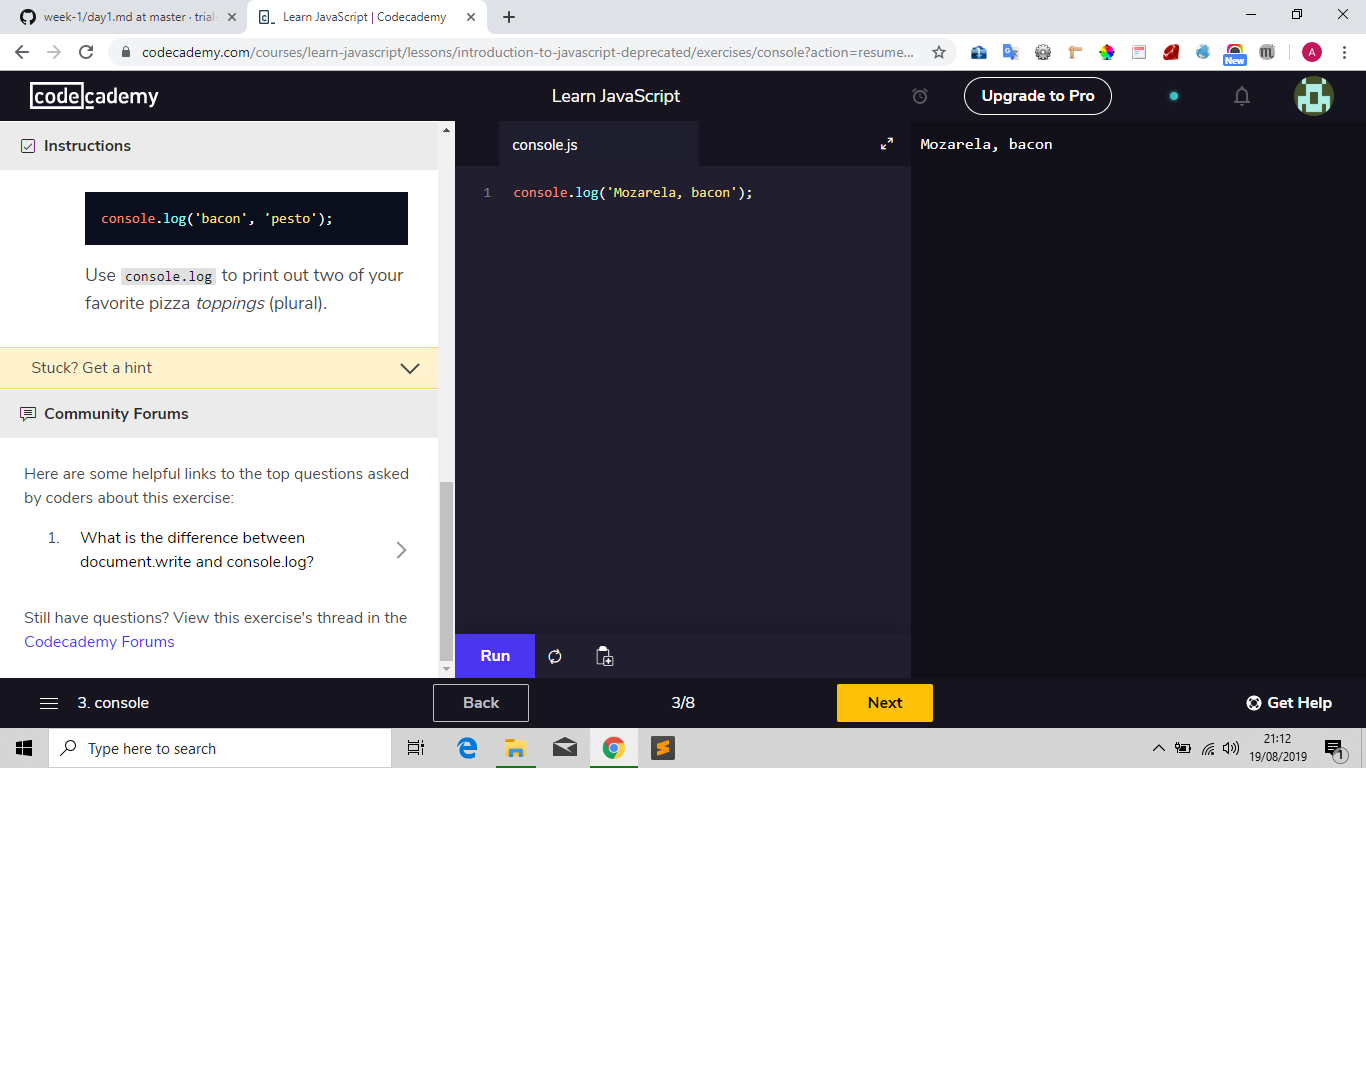 week-1/day1.md at master · trial-
Learn JavaScript | Codecademy
codecademy.com/courses/learn-javascript/lessons/introduction-to-javascript-deprecated/exercises/console?action=resume...
New
A
codecademy
Learn JavaScript
Upgrade to Pro
Instructions
console.log('bacon', 'pesto');
Use console.log to print out two of your
favorite pizza toppings (plural).
Stuck? Get a hint
Community Forums
Here are some helpful links to the top questions asked
by coders about this exercise:
1. What is the difference between
document.write and console.log?
Still have questions? View this exercise's thread in the
Codecademy Forums
console.js
1 console.log('Mozarela, bacon');
Run
Mozarela, bacon
3. console
Back
3/8
Next
Get Help
Type here to search
21:12
19/08/2019
1